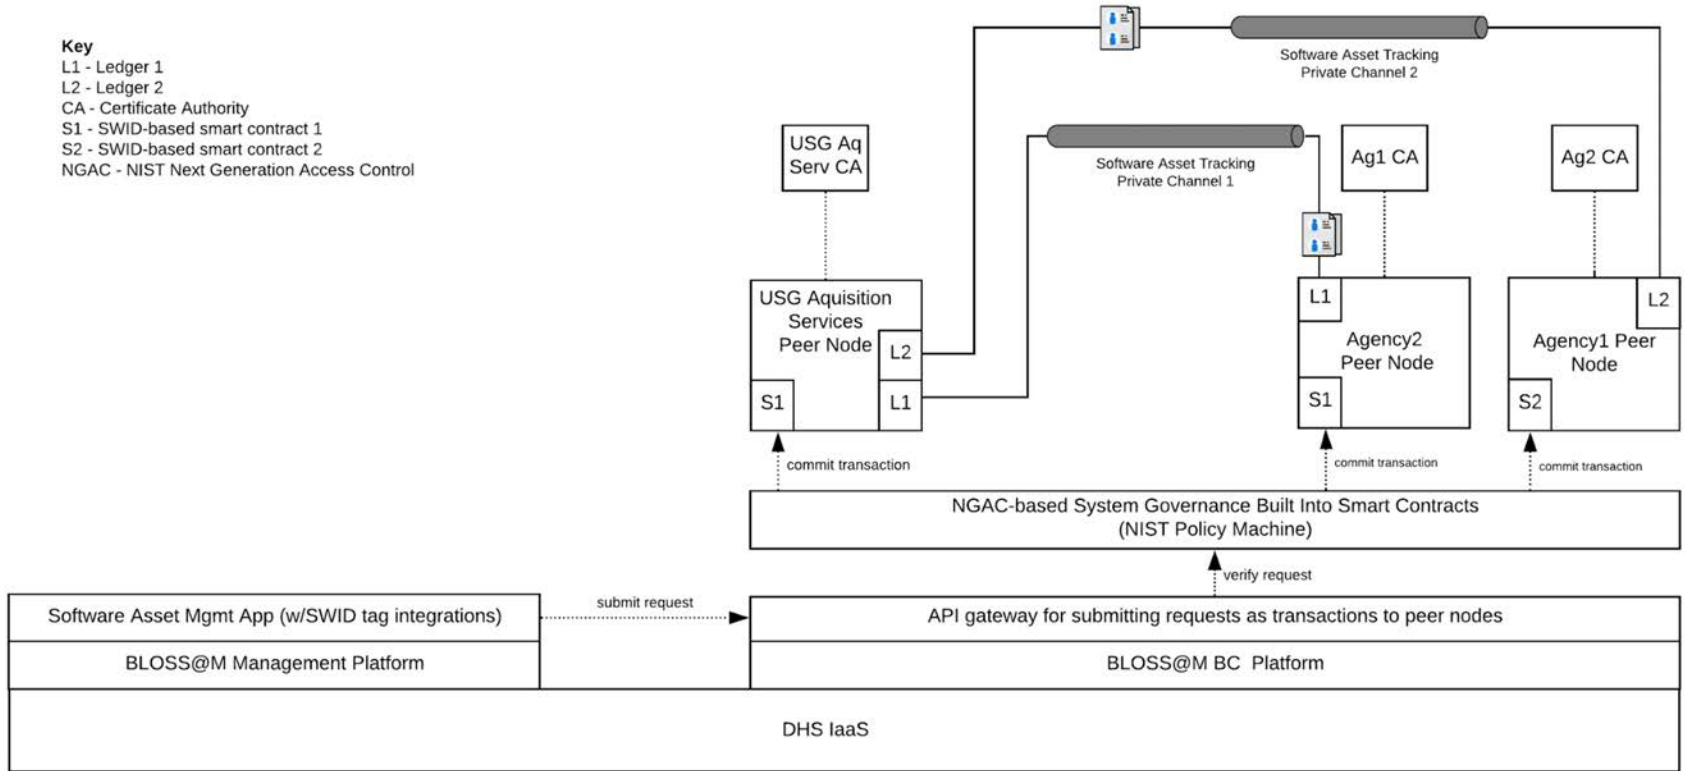 Key
L1 - Ledger 1
L2 - Ledger 2
CA - Certificate Authority
S1 - SWID-based smart contract 1
S2 - SWID-based smart contract 2
NGAC - NIST Next Generation Access Control
Software Asset Tracking
Private Channel 2
USG Aq
Serv CA
Software Asset Tracking
Private Channel 1
Ag1 CA
Ag2 CA
USG Aquisition
Services
Peer Node
L2
S1
L1
L1
Agency2
Peer Node
S1
L2
Agency1 Peer
Node
S2
commit transaction
commit transaction
commit transaction
NGAC-based System Governance Built Into Smart Contracts
(NIST Policy Machine)
verify request
Software Asset Mgmt App (w/SWID tag integrations)
submit request
API gateway for submitting requests as transactions to peer nodes
BLOSS@M Management Platform
BLOSS@M BC Platform
DHS IaaS